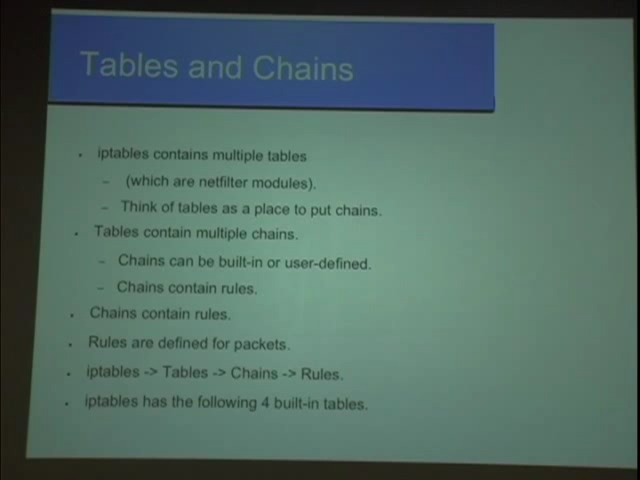 Tables and Chains
• iptables contains multiple tables
– (which are netfilter modules).
– Think of tables as a place to put chains.
• Tables contain multiple chains.
– Chains can be built-in or user-defined.
– Chains contain rules.
• Chains contain rules.
• Rules are defined for packets.
• iptables -> Tables -> Chains -> Rules.
• iptables has the following 4 built-in tables.